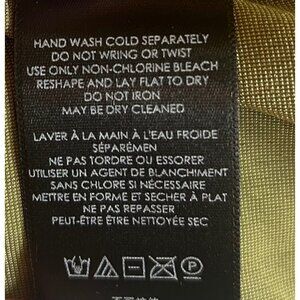 HAND WASH COLD SEPARATELY
DO NOT WRING OR TWIST
USE ONLY NON-CHLORINE BLEACH
RESHAPE AND LAY FLAT TO DRY
DO NOT IRON
MAY BE DRY CLEANED
LAVER À LA MAIN À L'EAU FROIDE
SÉPARÉMEN
NE PAS TORDRE OU ESSORER
UTILISER UN AGENT DE BLANCHIMENT
SANS CHLORE SI NÉCESSAIRE
METTRE EN FORME ET SÉCHER À PLAT
NE PAS REPASSER
PEUT-ÊTRE ÊTRE NETTOYÉE SEC